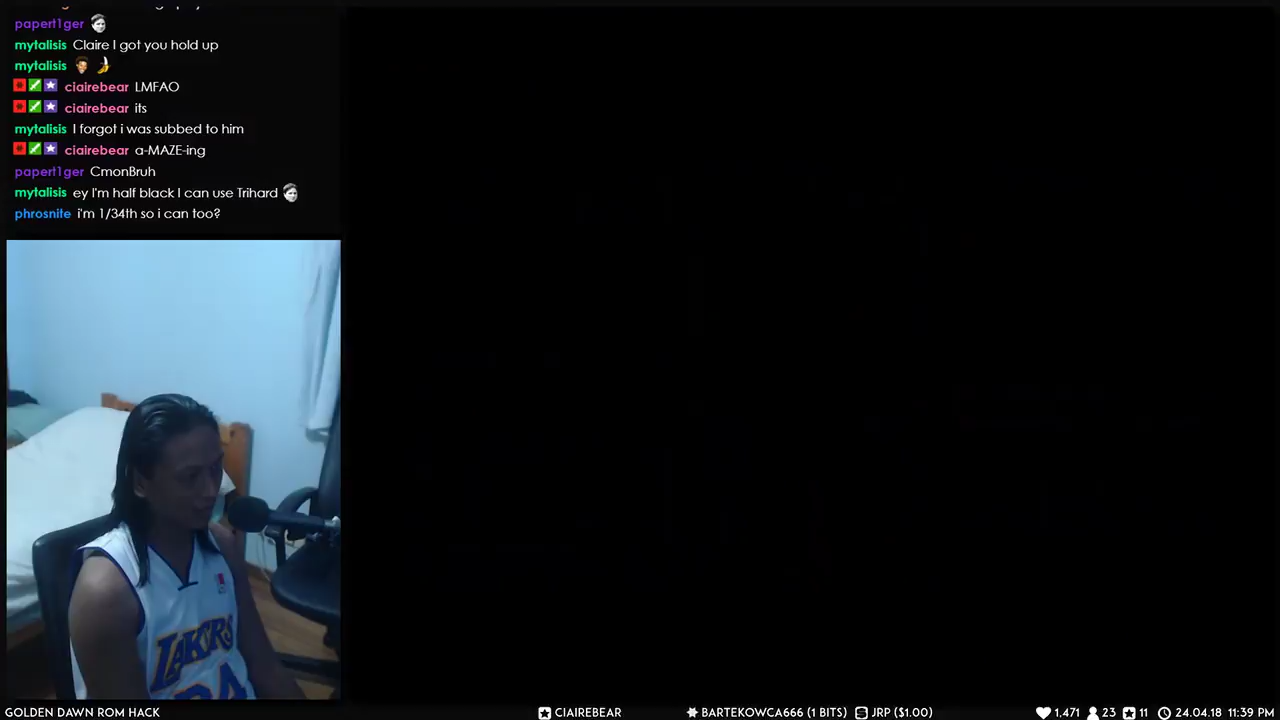 papert1ger
mytalisis Claire I got you hold up
mytalisis
ciairebear LMFAO
ciairebear its
mytalisis I forgot i was subbed to him
ciairebear a-MAZE-ing
papert1ger CmonBruh
mytalisis ey I'm half black I can use Trihard
phrosnite i'm 1/34th so i can too?
LAKERS
GOLDEN DAWN ROM HACK CIAIREBEAR BARTEKOWCA666 (1 BITS) JRP ($1.00) 1,471 23 11 24.04.18 11:39 PM